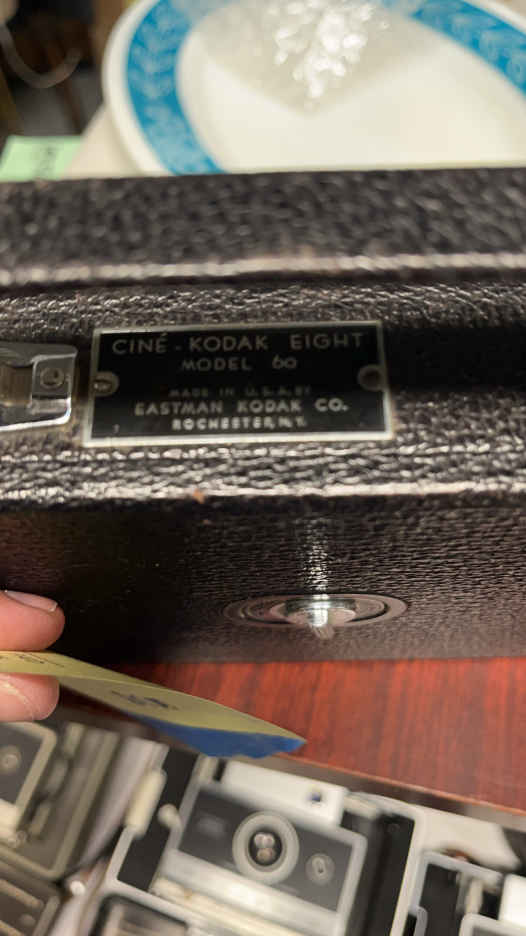 CINÉ-KODAK EIGHT
MODEL 60
MADE IN U.S.A. BY
EASTMAN KODAK CO.
ROCHESTER, N.Y.